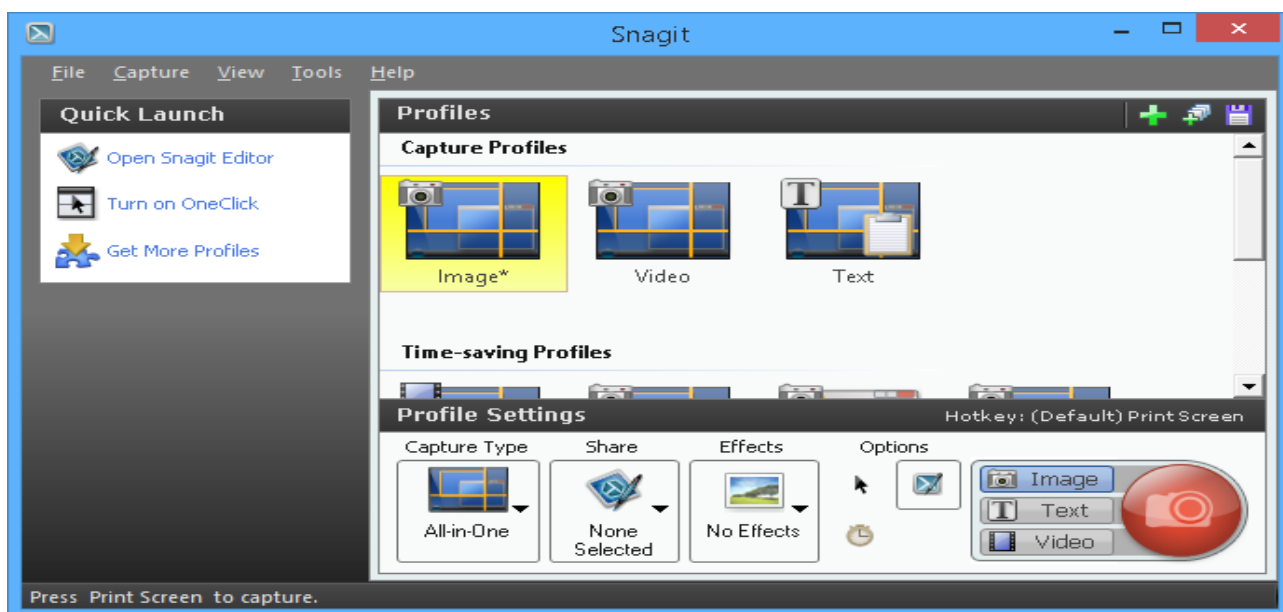 Snagit
File Capture View Tools Help
Quick Launch
Open Snagit Editor
Turn on OneClick
Get More Profiles
Profiles
Capture Profiles
Image* Video Text
T
Time-saving Profiles
Profile Settings Hotkey: (Default) Print Screen
Capture Type Share Effects Options
All-in-One None Selected No Effects
Image
T Text
Video
Press Print Screen to capture.